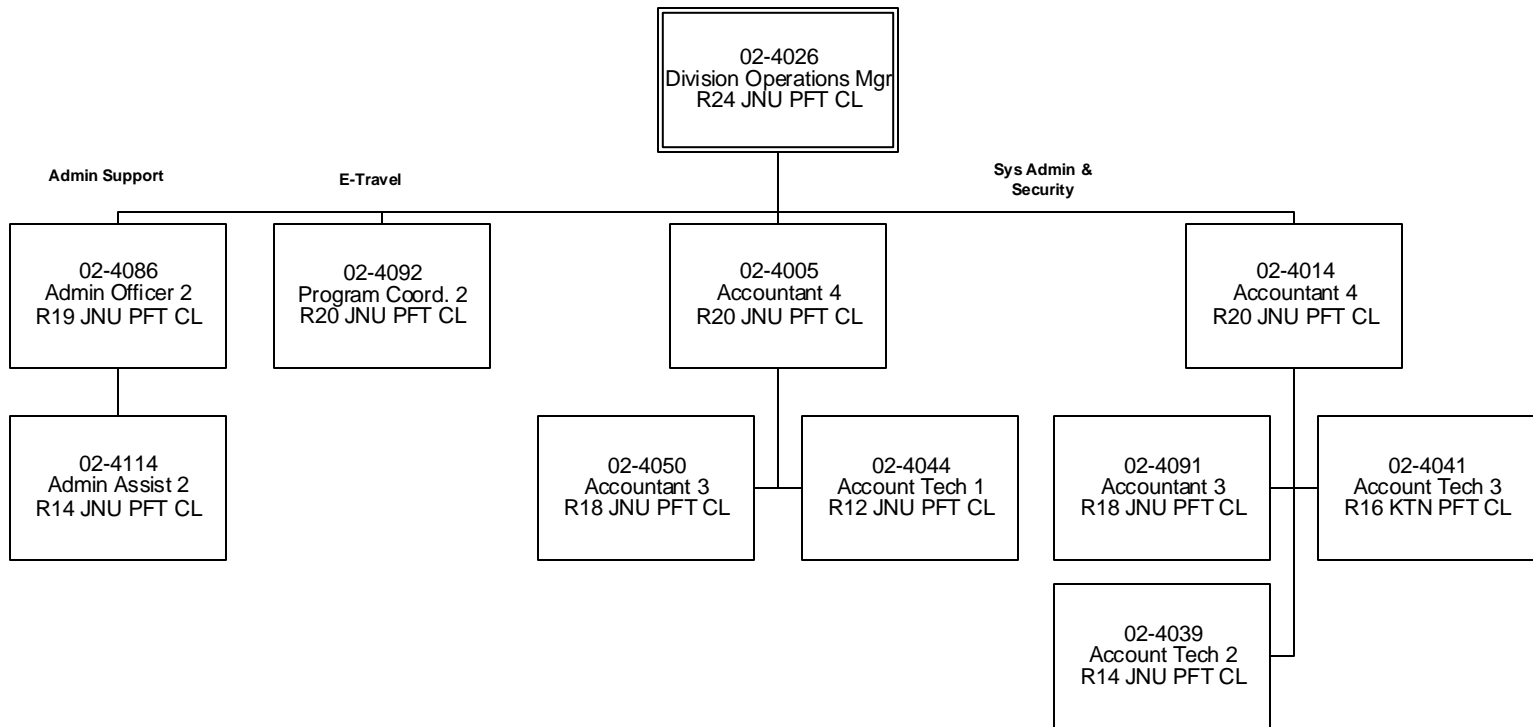 02-4026
Division Operations Mgr
R24 JNU PFT CL
Admin Support
E-Travel
Sys Admin &
Security
02-4086
Admin Officer 2
R19 JNU PFT CL
02-4092
Program Coord. 2
R20 JNU PFT CL
02-4005
Accountant 4
R20 JNU PFT CL
02-4014
Accountant 4
R20 JNU PFT CL
02-4114
Admin Assist 2
R14 JNU PFT CL
02-4050
Accountant 3
R18 JNU PFT CL
02-4044
Account Tech 1
R12 JNU PFT CL
02-4091
Accountant 3
R18 JNU PFT CL
02-4041
Account Tech 3
R16 KTN PFT CL
02-4039
Account Tech 2
R14 JNU PFT CL